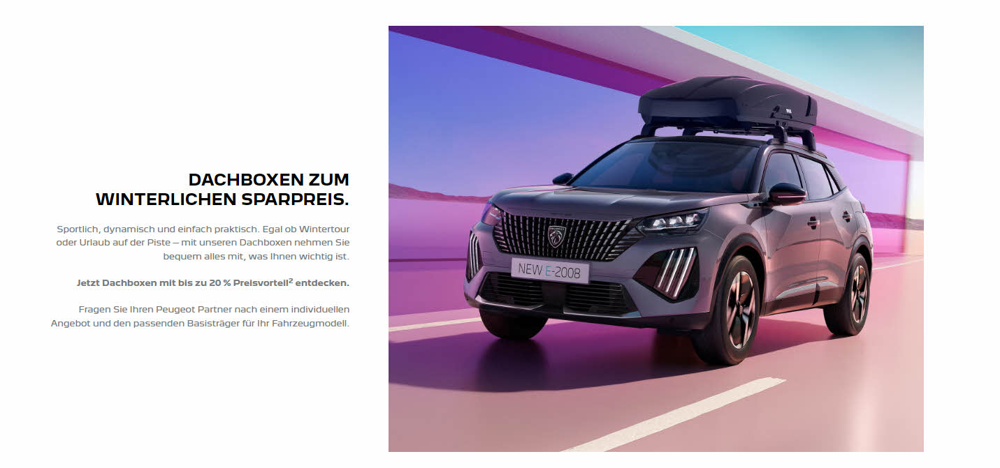 DACHBOXEN ZUM
WINTERLICHEN SPARPREIS.
Sportlich, dynamisch und einfach praktisch. Egal ob Wintertour
oder Urlaub auf der Piste – mit unseren Dachboxen nehmen Sie
bequem alles mit, was Ihnen wichtig ist.
Jetzt Dachboxen mit bis zu 20 % Preisvorteil² entdecken.
Fragen Sie Ihren Peugeot Partner nach einem individuellen
Angebot und den passenden Basisträger für Ihr Fahrzeugmodell.
THULE
PEUGEOT
NEW E-2008